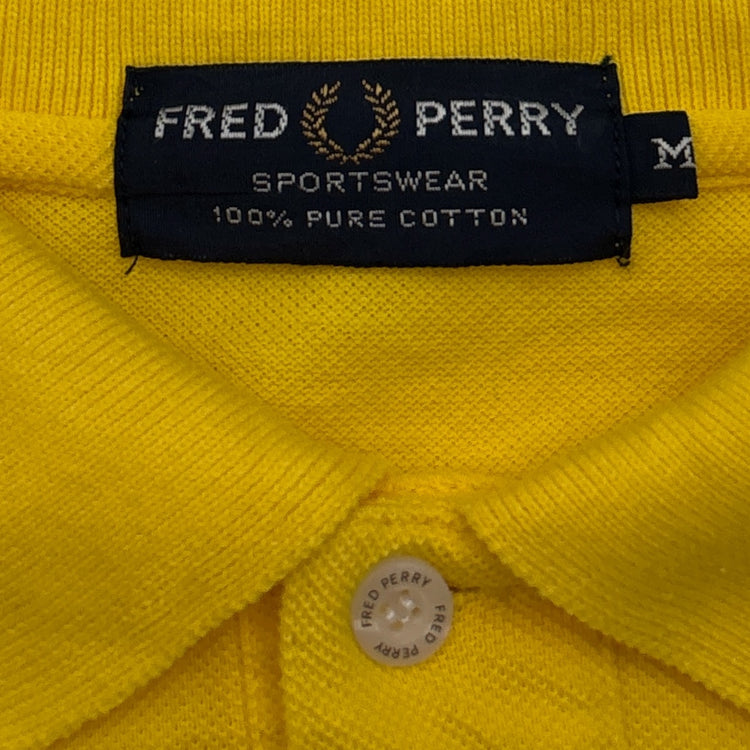 FRED PERRY
M
SPORTSWEAR
100% PURE COTTON
FRED PERRY FRED PERRY